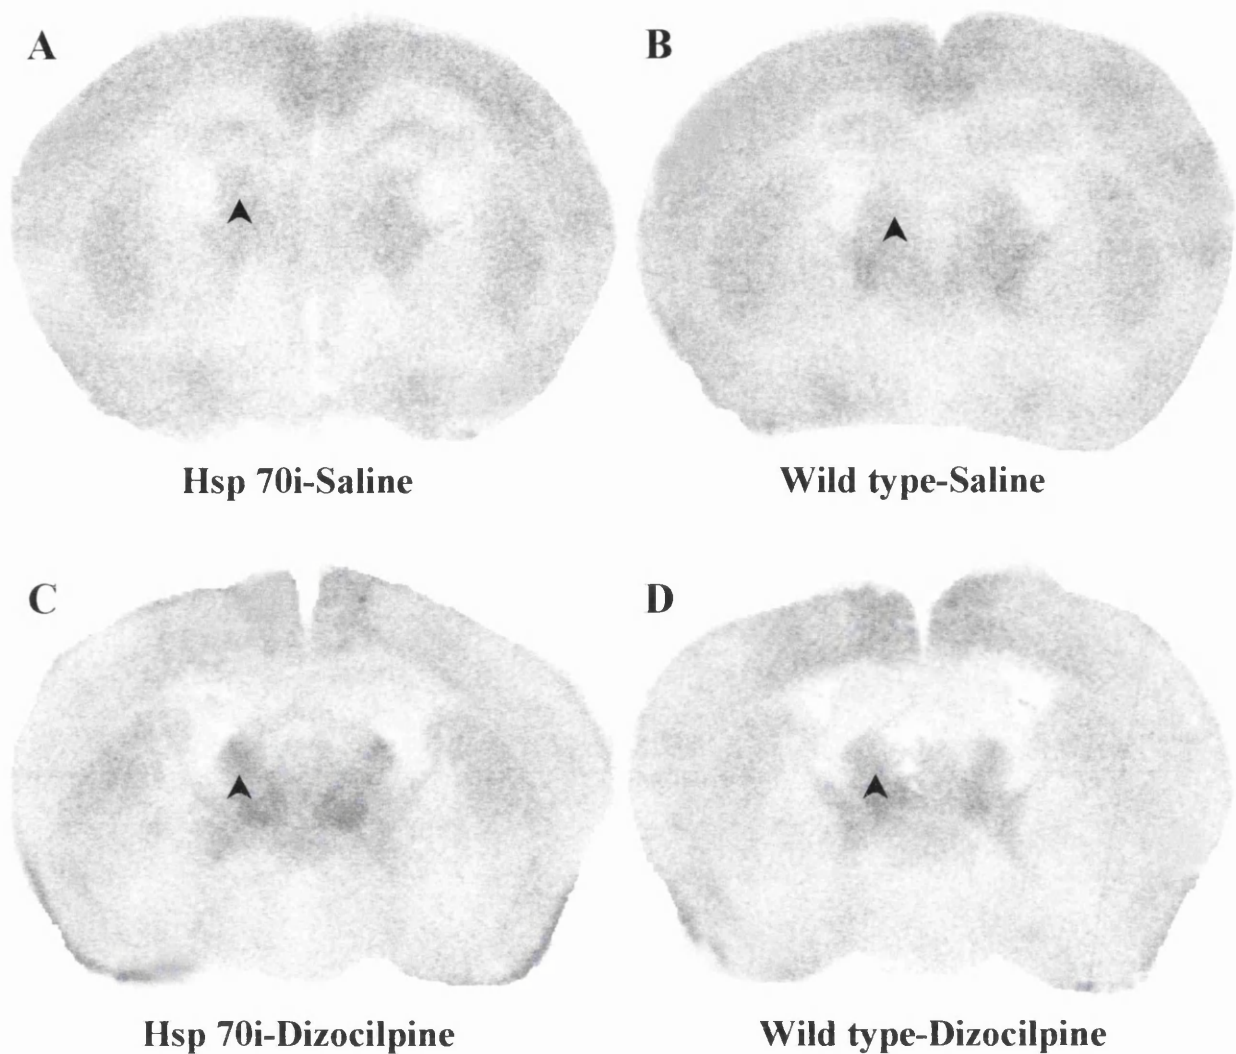 A
B
Hsp 70i-Saline
Wild type-Saline
C
D
Hsp 70i-Dizocilpine
Wild type-Dizocilpine